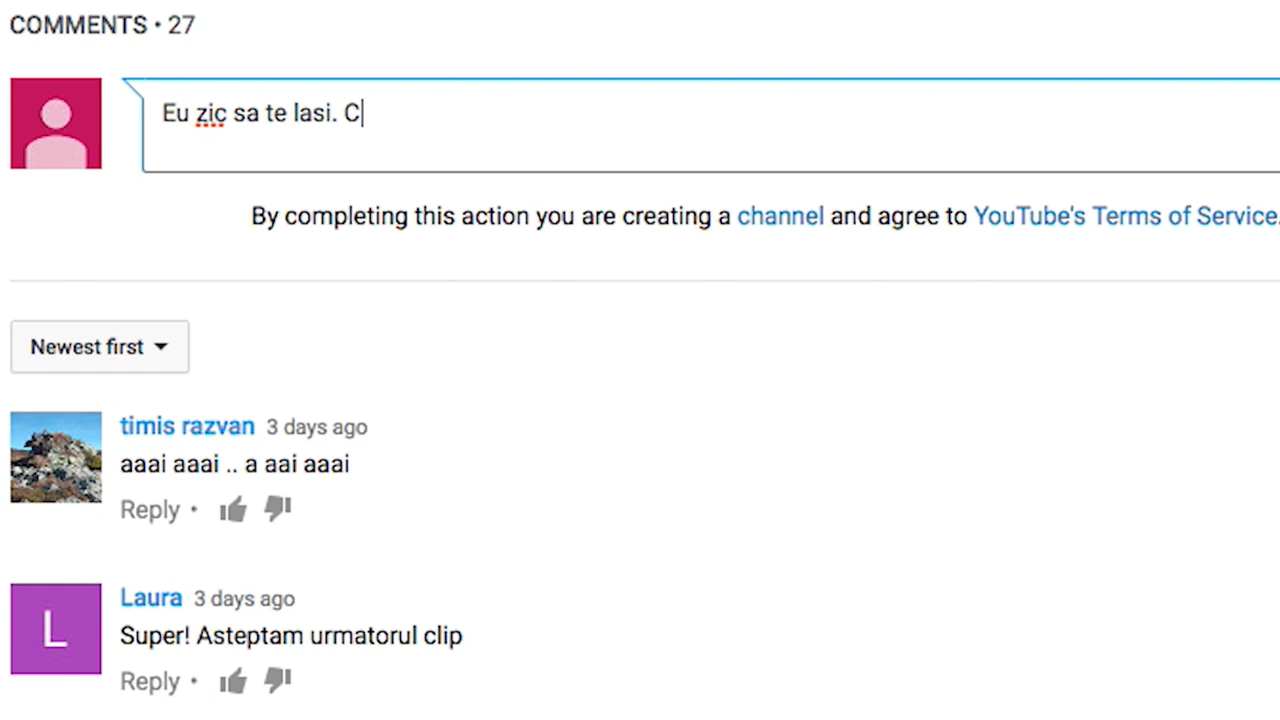 COMMENTS • 27
Eu zic sa te lasi. C
By completing this action you are creating a channel and agree to YouTube's Terms of Service.
Newest first
timis razvan 3 days ago
aaai aaai .. a aai aaai
Reply •
L
Laura 3 days ago
Super! Asteptam urmatorul clip
Reply •